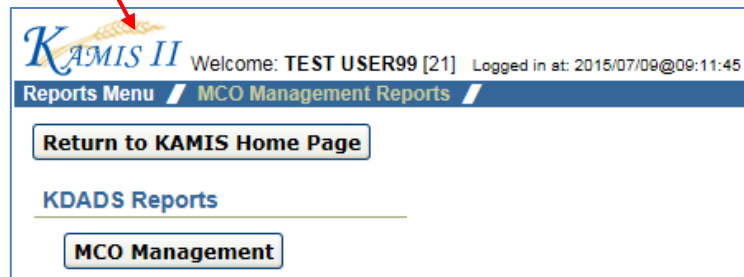 KAMIS II Welcome: TEST USER99 [21] Logged in at: 2015/07/09@09:11:45
Reports Menu / MCO Management Reports /
Return to KAMIS Home Page
KDADS Reports
MCO Management